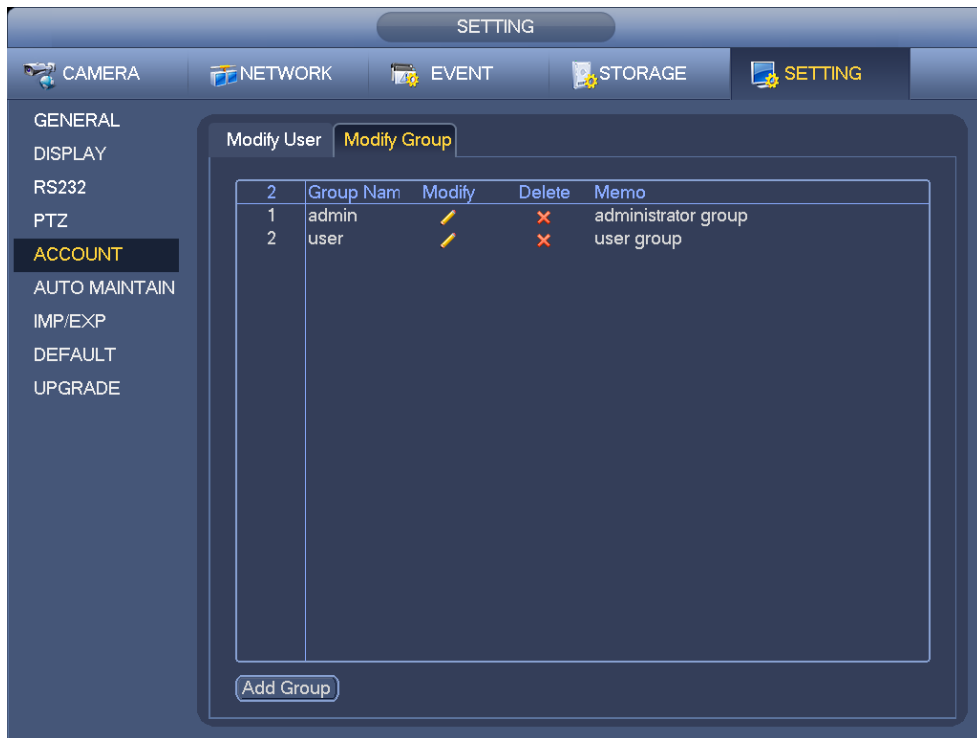 SETTING
CAMERA NETWORK EVENT STORAGE SETTING
GENERAL
DISPLAY
RS232
PTZ
ACCOUNT
AUTO MAINTAIN
IMP/EXP
DEFAULT
UPGRADE
Modify User Modify Group
2 Group Nam Modify Delete Memo
1 admin administrator group
2 user user group
Add Group